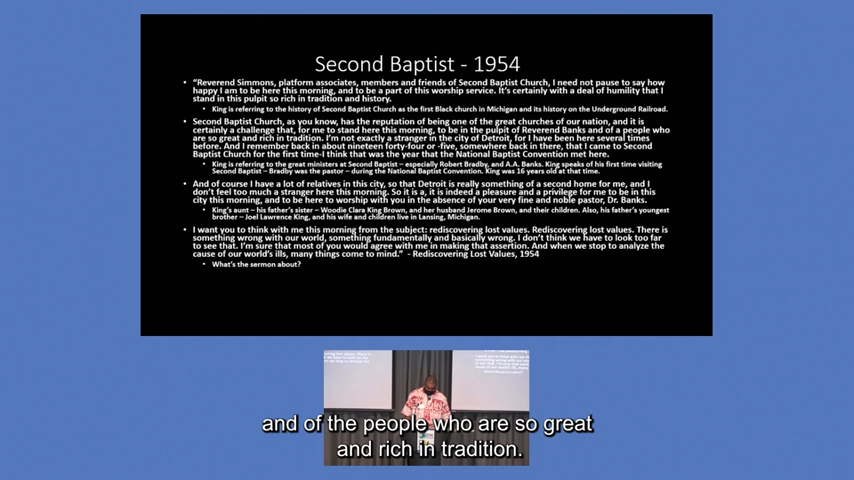 Second Baptist - 1954
• "Reverend Simmons, platform associates, members and friends of Second Baptist Church, I need not pause to say how
happy I am to be here this morning, and to be a part of this worship service. It's certainly with a deal of humility that I
stand in this pulpit so rich in tradition and history.
• King is referring to the history of Second Baptist Church as the first Black church in Michigan and its history on the Underground Railroad.
• Second Baptist Church, as you know, has the reputation of being one of the great churches of our nation, and it is
certainly a challenge that, for me to stand here this morning, to be in the pulpit of Reverend Banks and of a people who
are so great and rich in tradition. I'm not exactly a stranger in the city of Detroit, for I have been here several times
before. And I remember back in about nineteen forty-four or -five, somewhere back in there, that I came to Second
Baptist Church for the first time-I think that was the year that the National Baptist Convention met here.
• King is referring to the great ministers at Second Baptist – especially Robert Bradby, and A.A. Banks. King speaks of his first time visiting
Second Baptist – Bradby was the pastor – during the National Baptist Convention. King was 16 years old at that time.
• And of course I have a lot of relatives in this city, so that Detroit is really something of a second home for me, and I
don't feel too much a stranger here this morning. So it is a, it is indeed a pleasure and a privilege for me to be in this
city this morning, and to be here to worship with you in the absence of your very fine and noble pastor, Dr. Banks.
• King's aunt – his father's sister – Woodie Clara King Brown, and her husband Jerome Brown, and their children. Also, his father's youngest
brother – Joel Lawrence King, and his wife and children live in Lansing, Michigan.
• I want you to think with me this morning from the subject: rediscovering lost values. Rediscovering lost values. There is
something wrong with our world, something fundamentally and basically wrong. I don't think we have to look too far
to see that. I'm sure that most of you would agree with me in making that assertion. And when we stop to analyze the
cause of our world's ills, many things come to mind." - Rediscovering Lost Values, 1954
• What's the sermon about?
and of the people who are so great
and rich in tradition.